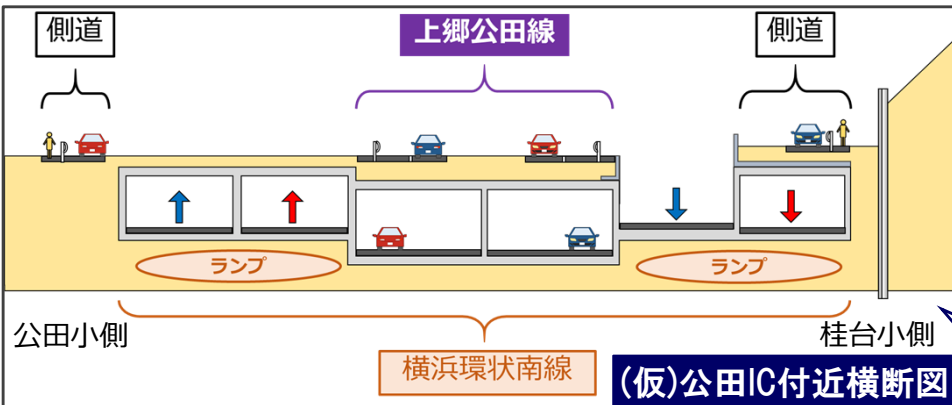 側道
上郷公田線
側道
ランプ
ランプ
公田小側
桂台小側
横浜環状南線
(仮)公田IC付近横断図